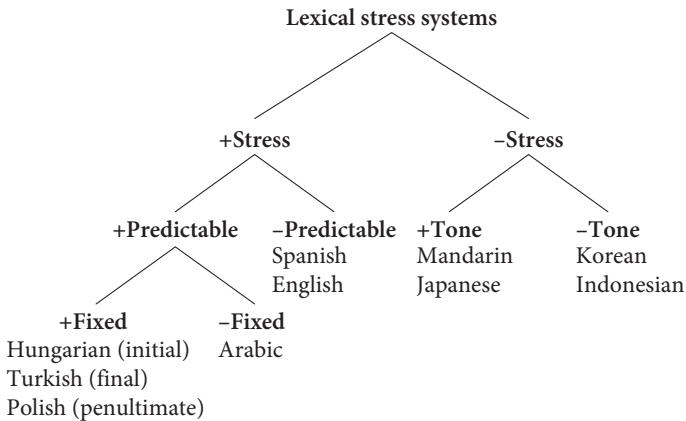 Lexical stress systems
+Stress –Stress
+Predictable –Predictable +Tone –Tone
Spanish Mandarin Korean
English Japanese Indonesian
+Fixed –Fixed
Hungarian (initial) Arabic
Turkish (final)
Polish (penultimate)